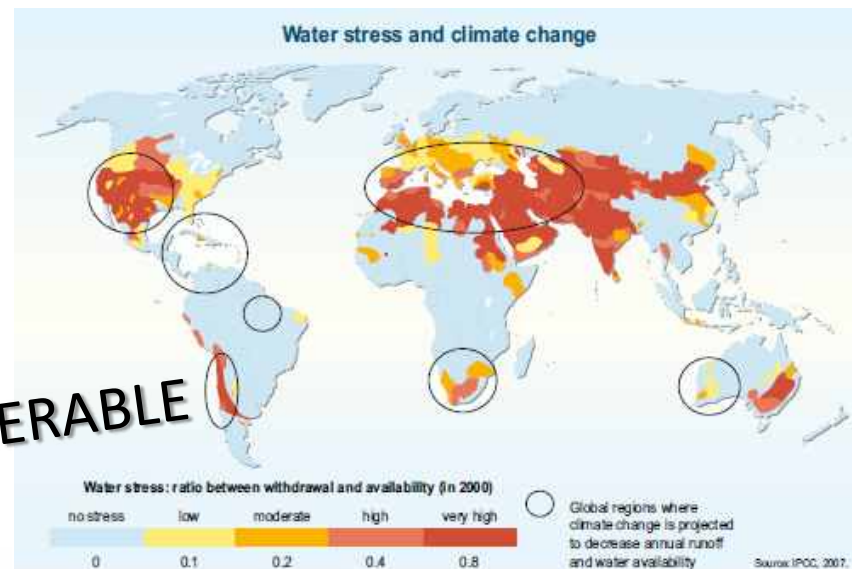 Water stress and climate change
ERABLE
Water stress: ratio between withdrawal and availability (in 2000)
no stress low moderate high very high
0 0.1 0.2 0.4 0.8
Global regions where
climate change is projected
to decrease annual runoff
and water availability
Source: IPCC, 2007.